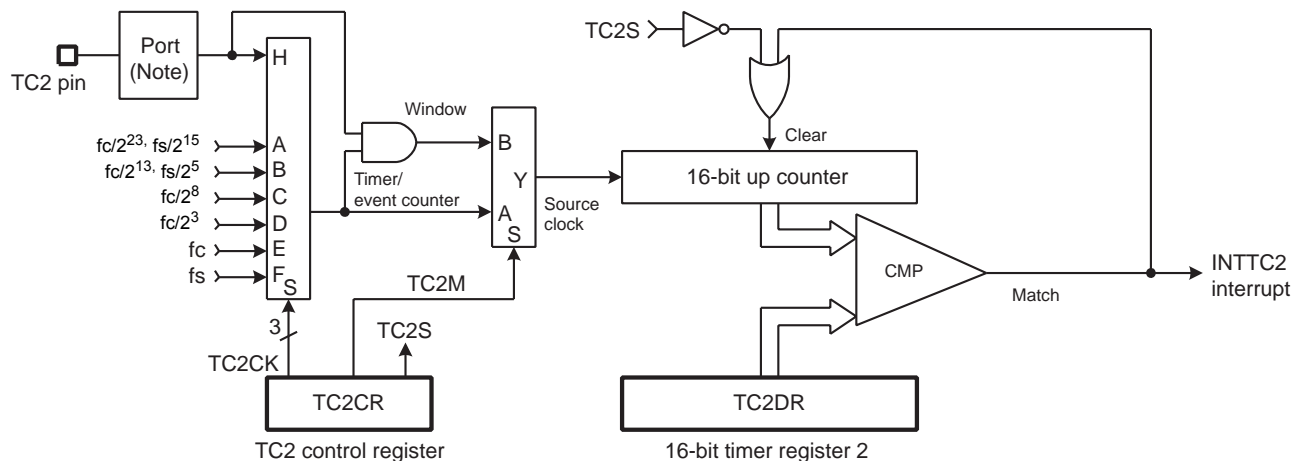 TC2S
Port
(Note)
H
TC2 pin
Window
Clear
fc/2^23, fs/2^15
A
B
16-bit up counter
fc/2^13, fs/2^5
B
Y
Timer/
event counter
fc/2^8
C
Source
clock
fc/2^3
D
A
S
fc
E
CMP
INTTC2
interrupt
fs
F
S
TC2M
Match
3
TC2S
TC2CK
TC2CR
TC2DR
TC2 control register
16-bit timer register 2